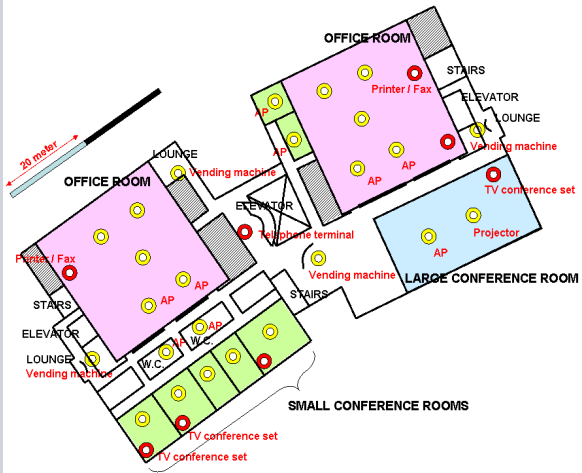 OFFICE ROOM
STAIRS
Printer / Fax
ELEVATOR
AP
LOUNGE
20 meter
AP
Vending machine
LOUNGE
Vending machine
AP
AP
OFFICE ROOM
TV conference set
ELEVATOR
Telephone terminal
Projector
AP
Printer / Fax
Vending machine
LARGE CONFERENCE ROOM
AP
STAIRS
AP
STAIRS
ELEVATOR
AP
W.C.
AP
LOUNGE
W.C.
Vending machine
SMALL CONFERENCE ROOMS
TV conference set
TV conference set